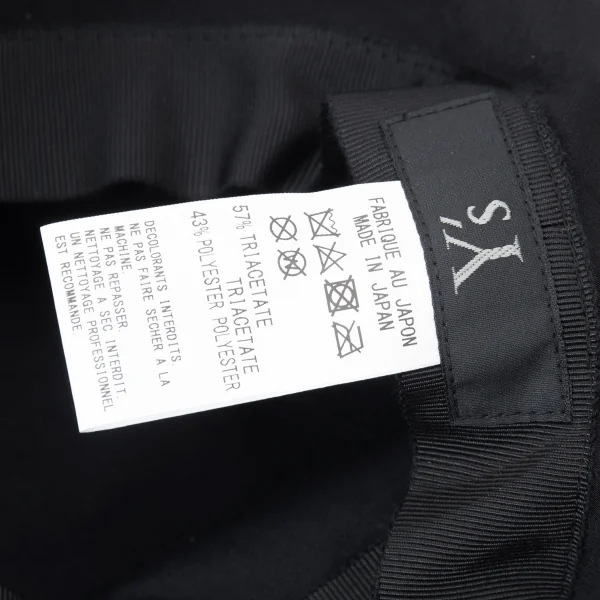 Y's
FABRIQUE AU JAPON
MADE IN JAPAN
57% TRIACETATE TRIACETATE
43% POLYESTER POLYESTER
DECOLORANTS INTERDITS.
NE PAS FAIRE SECHER A LA
MACHINE.
NE PAS REPASSER.
NETTOYAGE A SEC INTERDIT.
UN NETTOYAGE PROFESSIONNEL
EST RECOMMANDE